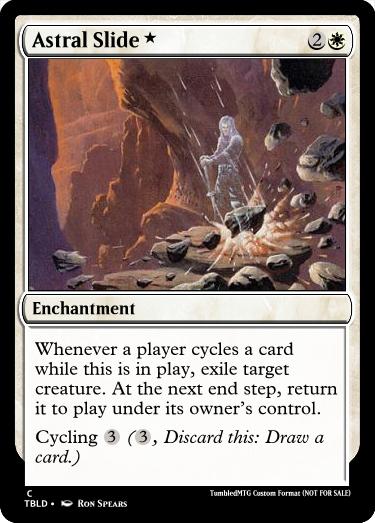 Astral Slide ★ 2
Enchantment
Whenever a player cycles a card
while this is in play, exile target
creature. At the next end step, return
it to play under its owner's control.
Cycling 3 (3, Discard this: Draw a
card.)
C
TBLD • Ron Spears
TumbledMTG Custom Format (NOT FOR SALE)